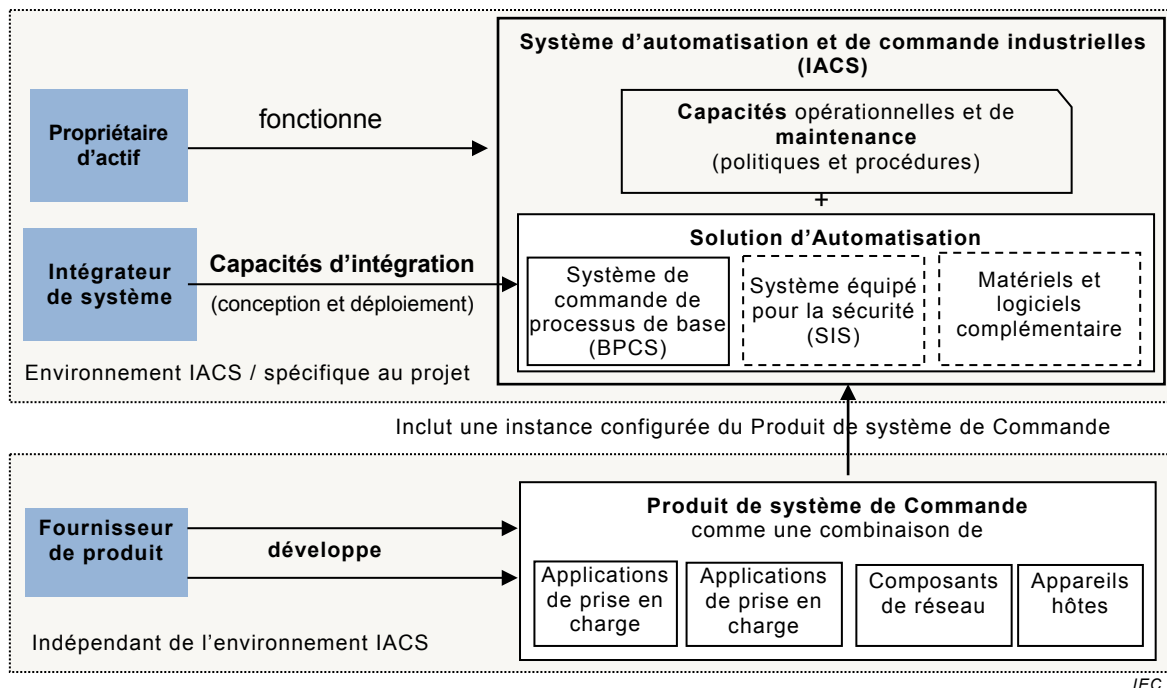 Système d’automatisation et de commande industrielles
(IACS)
Propriétaire
d’actif
fonctionne
Capacités opérationnelles et de
maintenance
(politiques et procédures)
+
Intégrateur
de système
Capacités d’intégration
(conception et déploiement)
Solution d’Automatisation
Système de
commande de
processus de base
(BPCS)
Système équipé
pour la sécurité
(SIS)
Matériels et
logiciels
complémentaire
Environnement IACS / spécifique au projet
Inclut une instance configurée du Produit de système de Commande
Fournisseur
de produit
développe
Produit de système de Commande
comme une combinaison de
Applications
de prise en
charge
Applications
de prise en
charge
Composants
de réseau
Appareils
hôtes
Indépendant de l’environnement IACS
IEC